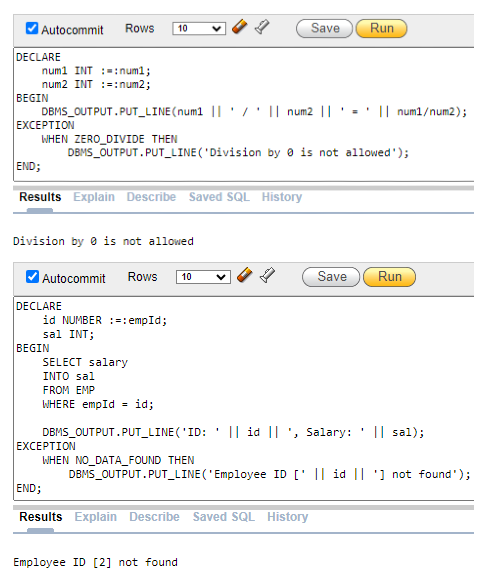 Autocommit Rows 10 Save Run
DECLARE
    num1 INT :=:num1;
    num2 INT :=:num2;
BEGIN
    DBMS_OUTPUT.PUT_LINE(num1 || ' / ' || num2 || ' = ' || num1/num2);
EXCEPTION
    WHEN ZERO_DIVIDE THEN
        DBMS_OUTPUT.PUT_LINE('Division by 0 is not allowed');
END;
Results Explain Describe Saved SQL History
Division by 0 is not allowed
Autocommit Rows 10 Save Run
DECLARE
    id NUMBER :=:empId;
    sal INT;
BEGIN
    SELECT salary
    INTO sal
    FROM EMP
    WHERE empId = id;
    DBMS_OUTPUT.PUT_LINE('ID: ' || id || ', Salary: ' || sal);
EXCEPTION
    WHEN NO_DATA_FOUND THEN
        DBMS_OUTPUT.PUT_LINE('Employee ID [' || id || '] not found');
END;
Results Explain Describe Saved SQL History
Employee ID [2] not found